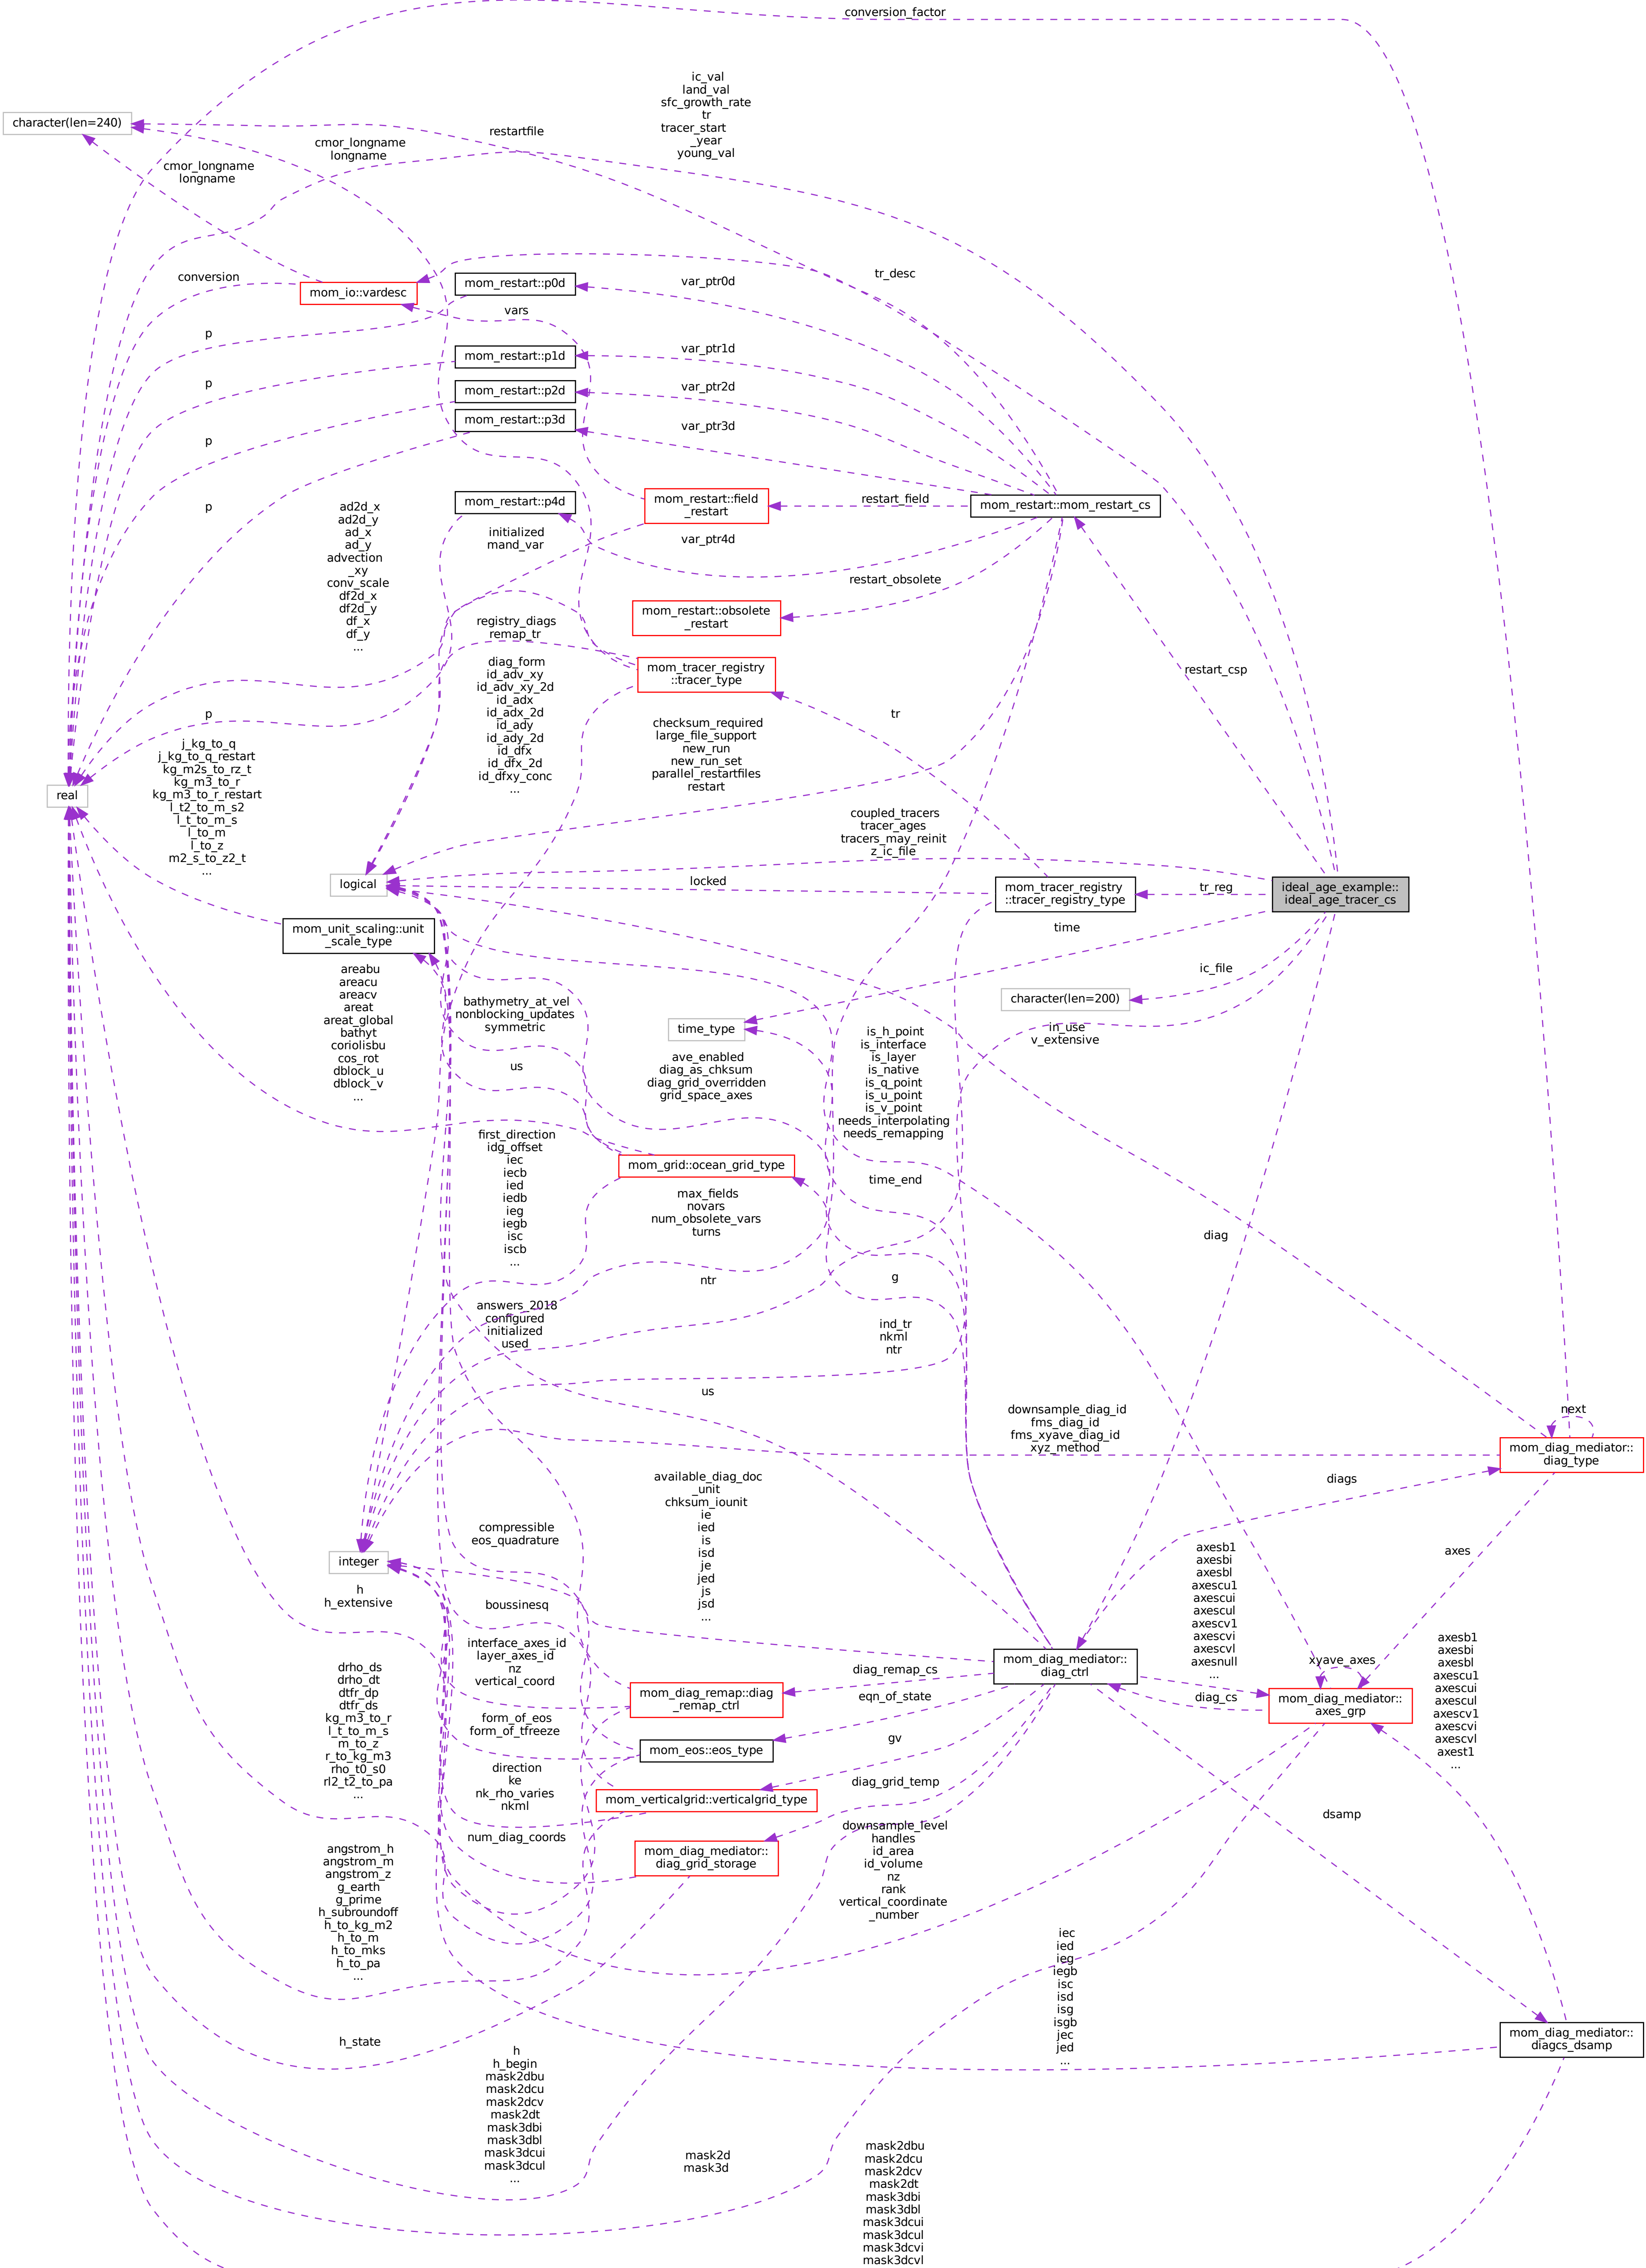 conversion_factor
ic_val
land_val
sfc_growth_rate
tr
tracer_start
_year
young_val
character(len=240)
restartfile
cmor_longname
longname
cmor_longname
longname
tr_desc
conversion
mom_io::vardesc
mom_restart::p0d
var_ptr0d
vars
p
mom_restart::p1d
var_ptr1d
p
mom_restart::p2d
var_ptr2d
mom_restart::p3d
var_ptr3d
p
p
mom_restart::p4d
mom_restart::field
_restart
restart_field
mom_restart::mom_restart_cs
ad2d_x
ad2d_y
ad_x
ad_y
advection
_xy
conv_scale
df2d_x
df2d_y
df_x
df_y
...
initialized
mand_var
var_ptr4d
restart_obsolete
mom_restart::obsolete
_restart
registry_diags
remap_tr
mom_tracer_registry
::tracer_type
restart_csp
diag_form
id_adv_xy
id_adv_xy_2d
id_adx
id_adx_2d
id_ady
id_ady_2d
id_dfx
id_dfx_2d
id_dfxy_conc
...
p
tr
checksum_required
large_file_support
new_run
new_run_set
parallel_restartfiles
restart
j_kg_to_q
j_kg_to_q_restart
kg_m2s_to_rz_t
kg_m3_to_r
kg_m3_to_r_restart
l_t2_to_m_s2
l_t_to_m_s
l_to_m
l_to_z
m2_s_to_z2_t
...
real
coupled_tracers
tracer_ages
tracers_may_reinit
z_ic_file
logical
locked
mom_tracer_registry
::tracer_registry_type
tr_reg
ideal_age_example::
ideal_age_tracer_cs
mom_unit_scaling::unit
_scale_type
time
areabu
areacu
areacv
areat
areat_global
bathyt
coriolisbu
cos_rot
dblock_u
dblock_v
...
ic_file
character(len=200)
bathymetry_at_vel
nonblocking_updates
symmetric
time_type
in_use
v_extensive
is_h_point
is_interface
is_layer
is_native
is_q_point
is_u_point
is_v_point
needs_interpolating
needs_remapping
us
ave_enabled
diag_as_chksum
diag_grid_overridden
grid_space_axes
first_direction
idg_offset
iec
iecb
ied
iedb
ieg
iegb
isc
iscb
...
mom_grid::ocean_grid_type
time_end
max_fields
novars
num_obsolete_vars
turns
diag
ntr
g
answers_2018
configured
initialized
used
ind_tr
nkml
ntr
us
downsample_diag_id
fms_diag_id
fms_xyave_diag_id
xyz_method
next
mom_diag_mediator::
diag_type
diags
available_diag_doc
_unit
chksum_iounit
ie
ied
is
isd
je
jed
js
jsd
...
compressible
eos_quadrature
axes
integer
axesb1
axesbi
axesbl
axescu1
axescui
axescul
axescv1
axescvi
axescvl
axesnull
...
h
h_extensive
boussinesq
interface_axes_id
layer_axes_id
nz
vertical_coord
mom_diag_mediator::
diag_ctrl
xyave_axes
axesb1
axesbi
axesbl
axescu1
axescui
axescul
axescv1
axescvi
axescvl
axest1
...
diag_remap_cs
mom_diag_remap::diag
_remap_ctrl
eqn_of_state
diag_cs
mom_diag_mediator::
axes_grp
drho_ds
drho_dt
dtfr_dp
dtfr_ds
kg_m3_to_r
l_t_to_m_s
m_to_z
r_to_kg_m3
rho_t0_s0
rl2_t2_to_pa
...
form_of_eos
form_of_tfreeze
mom_eos::eos_type
gv
direction
ke
nk_rho_varies
nkml
mom_verticalgrid::verticalgrid_type
diag_grid_temp
dsamp
num_diag_coords
mom_diag_mediator::
diag_grid_storage
downsample_level
handles
id_area
id_volume
nz
rank
vertical_coordinate
_number
angstrom_h
angstrom_m
angstrom_z
g_earth
g_prime
h_subroundoff
h_to_kg_m2
h_to_m
h_to_mks
h_to_pa
...
iec
ied
ieg
iegb
isc
isd
isg
isgb
jec
jed
...
h_state
mom_diag_mediator::
diagcs_dsamp
h
h_begin
mask2dbu
mask2dcu
mask2dcv
mask2dt
mask3dbi
mask3dbl
mask3dcui
mask3dcul
...
mask2d
mask3d
mask2dbu
mask2dcu
mask2dcv
mask2dt
mask3dbi
mask3dbl
mask3dcui
mask3dcul
mask3dcvi
mask3dcvl